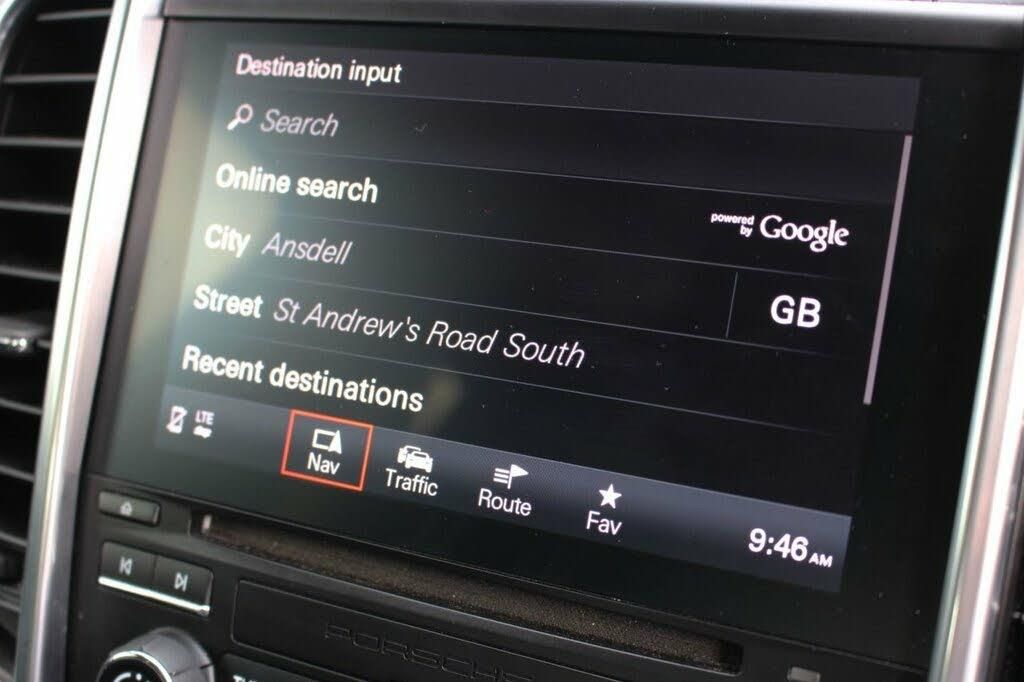 Destination input
Search
Online search
powered by Google
City Ansdell
GB
Street St Andrew's Road South
Recent destinations
LTE
Nav
Traffic
Route
Fav
9:46 AM
PORSCHE